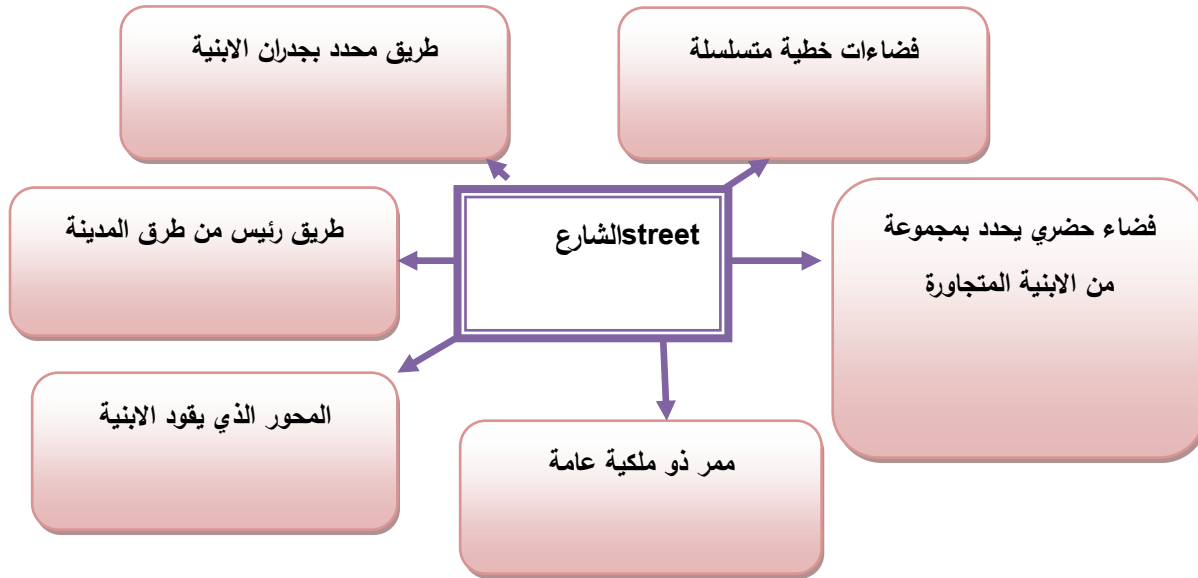 فضاءات خطية متسلسلة
طريق محدد بجدران الابنية
الشارعstreet
فضاء حضري يحدد بمجموعة
من الابنية المتجاورة
طريق رئيس من طرق المدينة
المحور الذي يقود الابنية
ممر ذو ملكية عامة